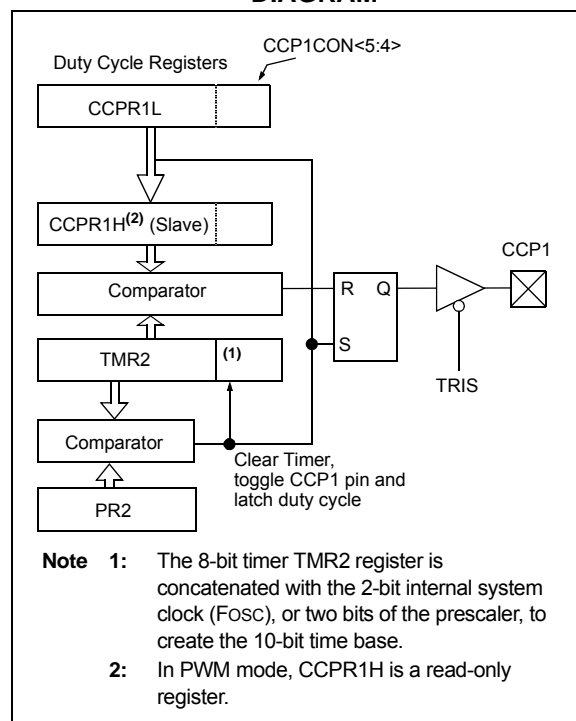 DIAGRAM
CCP1CON<5:4>
Duty Cycle Registers
CCPR1L
CCPR1H(2) (Slave)
CCP1
Comparator
R Q
TMR2
(1)
S
TRIS
Comparator
Clear Timer,
toggle CCP1 pin and
latch duty cycle
PR2
Note 1: The 8-bit timer TMR2 register is
concatenated with the 2-bit internal system
clock (FOSC), or two bits of the prescaler, to
create the 10-bit time base.
2: In PWM mode, CCPR1H is a read-only
register.